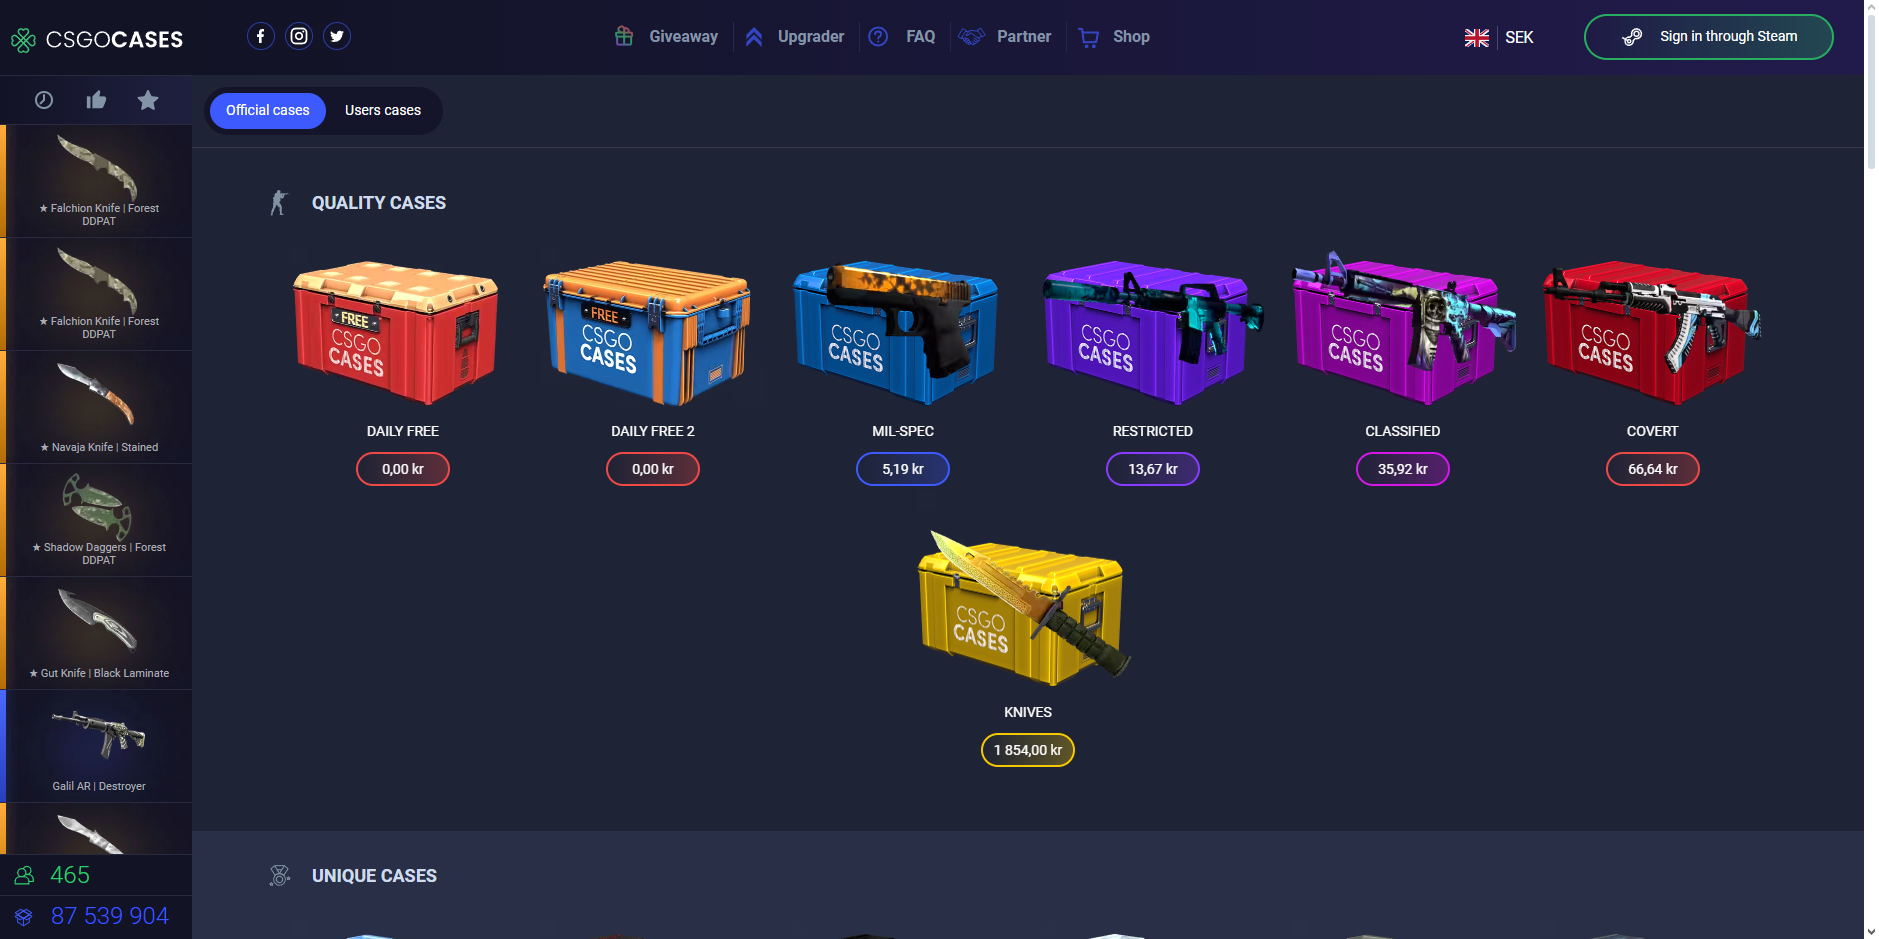 CSGOCASES
Giveaway
Upgrader
FAQ
Partner
Shop
SEK
Sign in through Steam
Official cases
Users cases
★ Falchion Knife | Forest
DDPAT
★ Falchion Knife | Forest
DDPAT
★ Navaja Knife | Stained
★ Shadow Daggers | Forest
DDPAT
★ Gut Knife | Black Laminate
Galil AR | Destroyer
465
87 539 904
QUALITY CASES
FREE
CSGO
CASES
FREE
CSGO
CASES
CSGO
CASES
CSGO
CASES
CSGO
CASES
CSGO
CASES
DAILY FREE
DAILY FREE 2
MIL-SPEC
RESTRICTED
CLASSIFIED
COVERT
0,00 kr
0,00 kr
5,19 kr
13,67 kr
35,92 kr
66,64 kr
CSGO
CASES
KNIVES
1 854,00 kr
UNIQUE CASES